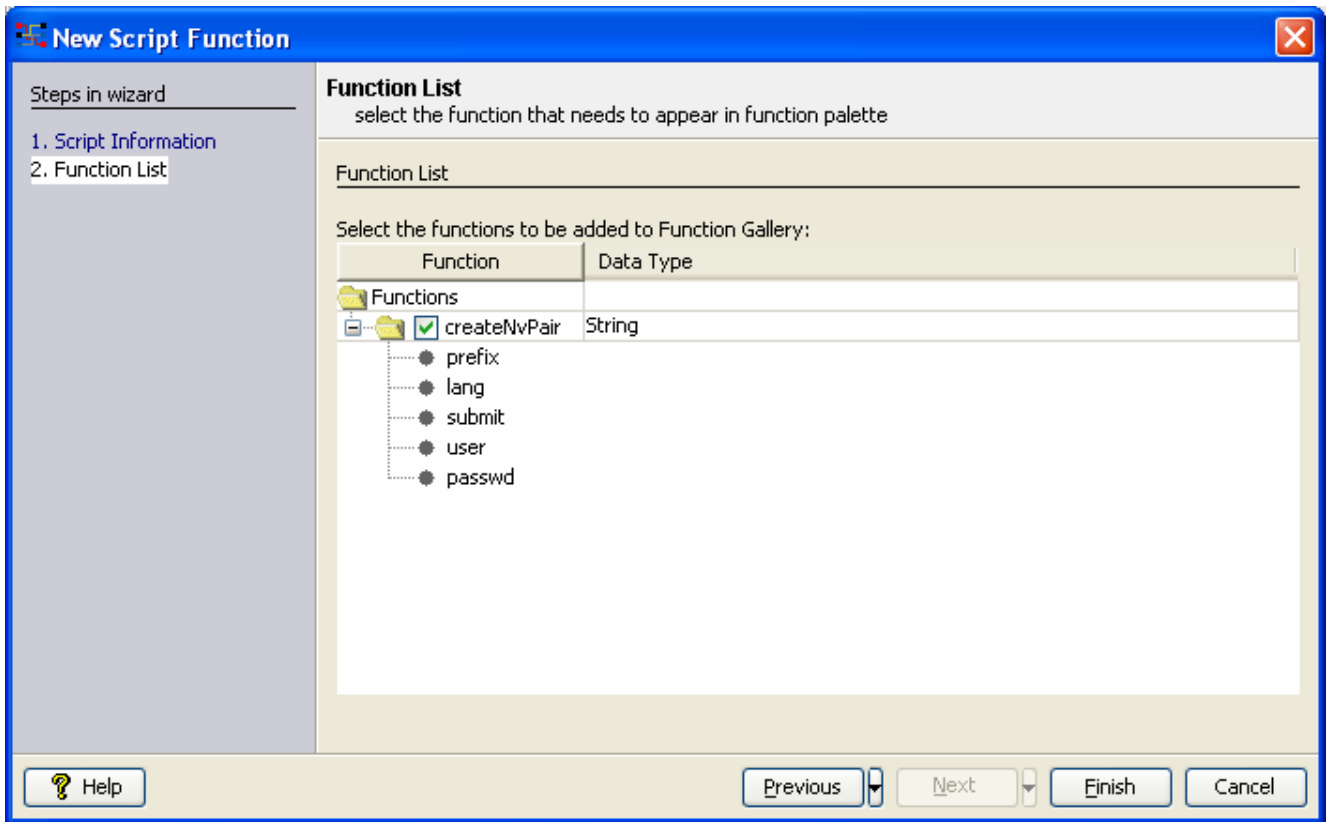 New Script Function
Steps in wizard
1. Script Information
2. Function List
Function List
select the function that needs to appear in function palette
Function List
Select the functions to be added to Function Gallery:
Function Data Type
Functions
createNvPair String
prefix
lang
submit
user
passwd
Help Previous Next Finish Cancel